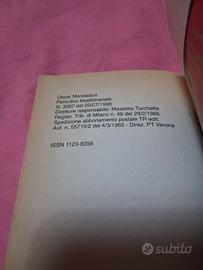 Oscar Mondadori
Periodico bisettimanale
N. 3087 del 20/07/1998
Direttore responsabile: Massimo Turchetta
Registr. Trib. di Milano n. 49 del 28/2/1965
Spedizione abbonamento postale TR edit.
Aut. n. 55715/2 del 4/3/1965 - Direz. PT Verona
ISSN 1123-8356
subito